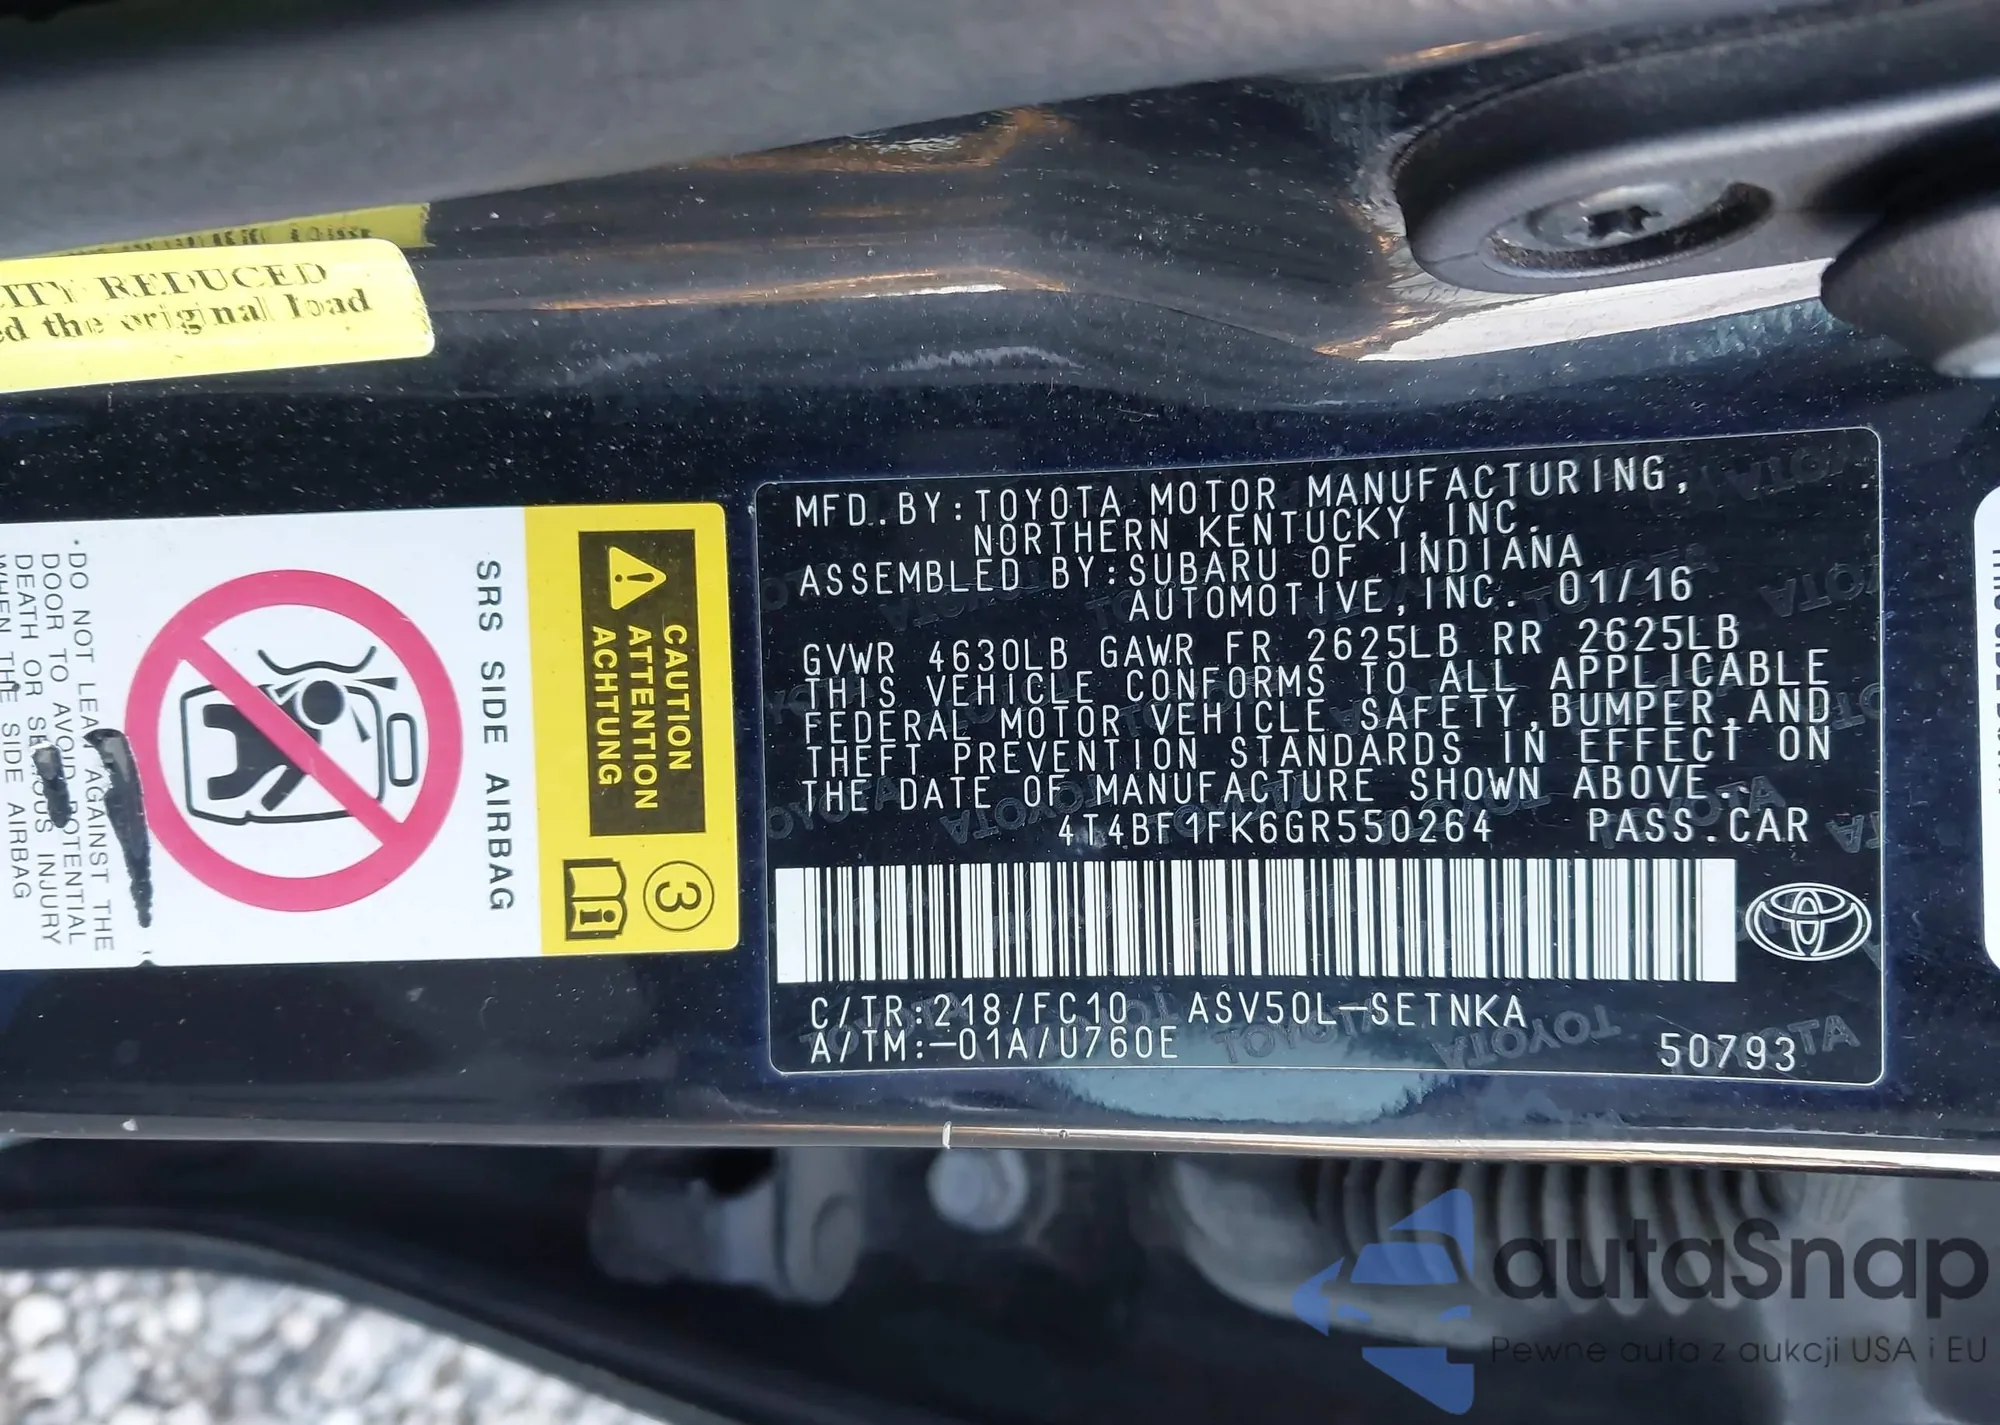 CITY REDUCED
ed the original load
SRS SIDE AIRBAG
CAUTION
ATTENTION
ACHTUNG
3
i
•DO NOT LEAN AGAINST THE
DOOR TO AVOID POTENTIAL
DEATH OR SERIOUS INJURY
WHEN THE SIDE AIRBAG
MFD.BY:TOYOTA MOTOR MANUFACTURING,
NORTHERN KENTUCKY,INC.
ASSEMBLED BY:SUBARU OF INDIANA
AUTOMOTIVE,INC. 01/16
GVWR 4630LB GAWR FR 2625LB RR 2625LB
THIS VEHICLE CONFORMS TO ALL APPLICABLE
FEDERAL MOTOR VEHICLE SAFETY,BUMPER,AND
THEFT PREVENTION STANDARDS IN EFFECT ON
THE DATE OF MANUFACTURE SHOWN ABOVE.
4T4BF1FK6GR550264 PASS.CAR
C/TR:218/FC10 ASV50L-SETNKA
A/TM:-01A/U760E
50793
autaSnap
Pewne auto z aukcji USA i EU